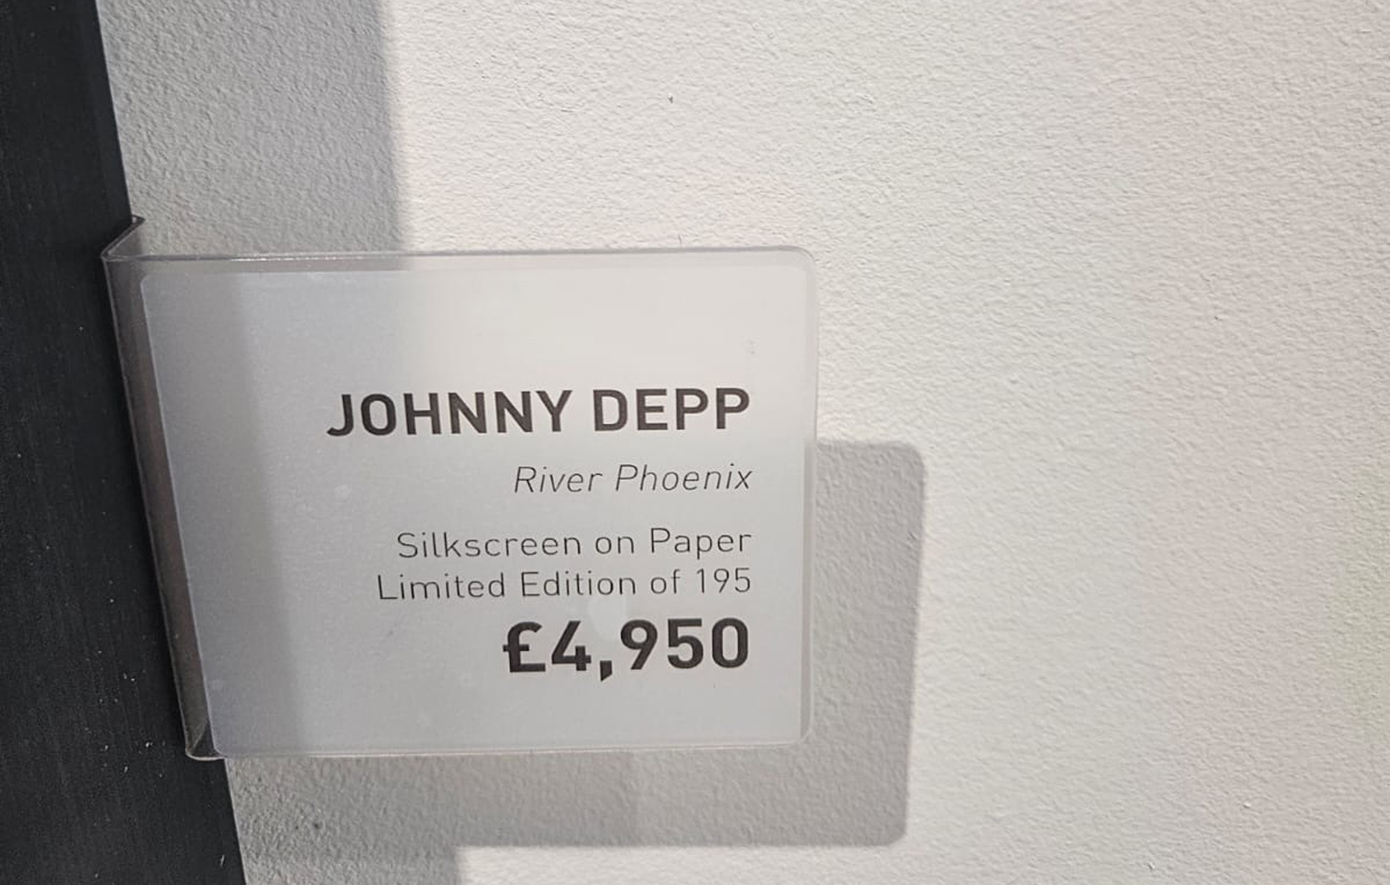 JOHNNY DEPP
River Phoenix
Silkscreen on Paper
Limited Edition of 195
£4,950